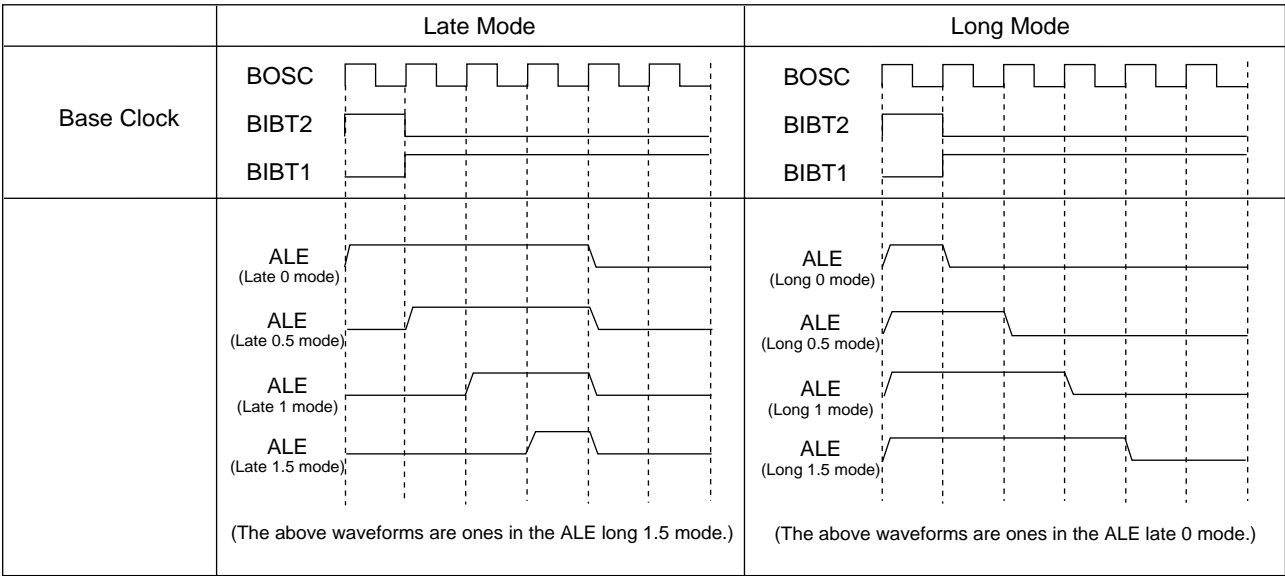 Late Mode
Long Mode
Base Clock
BOSC
BIBT2
BIBT1
BOSC
BIBT2
BIBT1
ALE
(Late 0 mode)
ALE
(Late 0.5 mode)
ALE
(Late 1 mode)
ALE
(Late 1.5 mode)
(The above waveforms are ones in the ALE long 1.5 mode.)
ALE
(Long 0 mode)
ALE
(Long 0.5 mode)
ALE
(Long 1 mode)
ALE
(Long 1.5 mode)
(The above waveforms are ones in the ALE late 0 mode.)